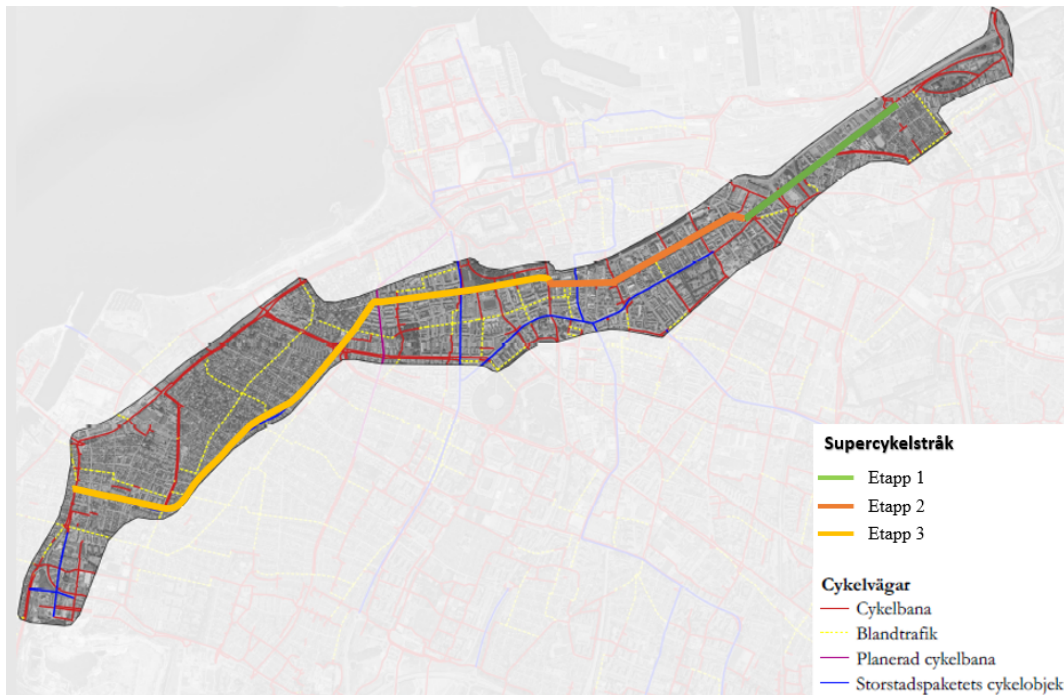 Supercykelstråk
Etapp 1
Etapp 2
Etapp 3
Cykelvägar
Cykelbana
Blandtrafik
Planerad cykelbana
Storstadspaketets cykelobjek